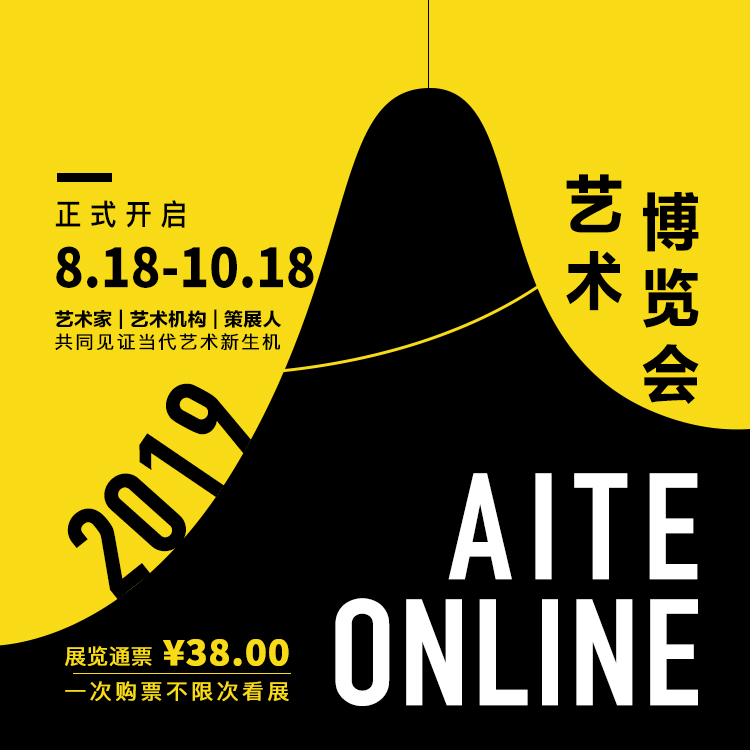 正式开启
8.18-10.18
艺术家 | 艺术机构 | 策展人
共同见证当代艺术新生机
艺术
博览会
2019
AITE
ONLINE
展览通票 ¥38.00
一次购票不限次看展